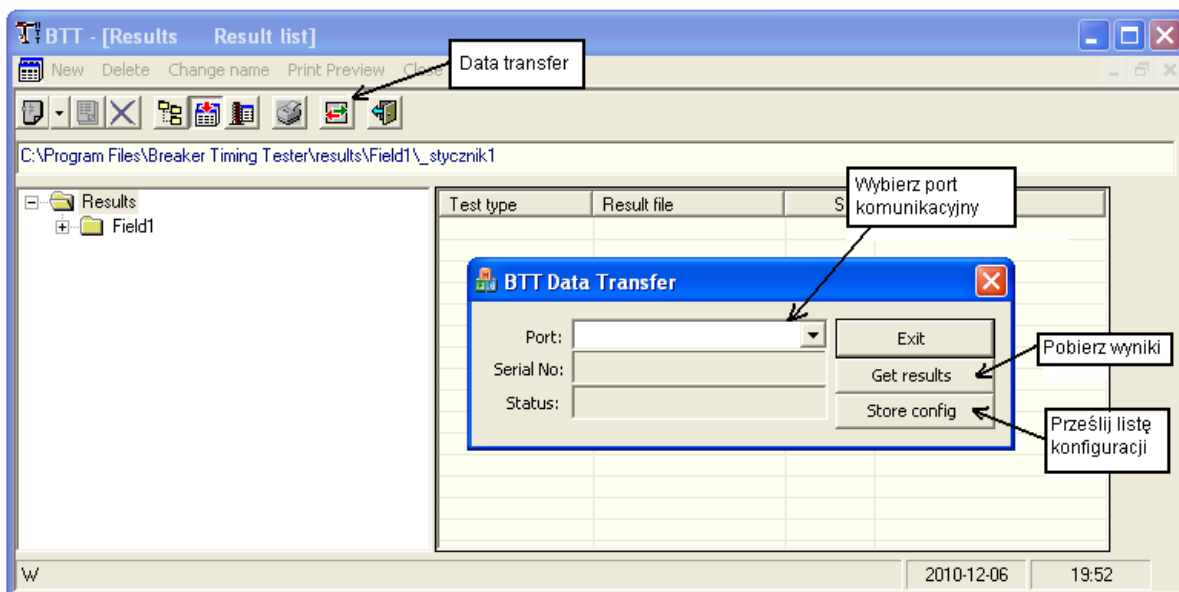 BTT - [Results Result list]
New Delete Change name Print Preview Close
Data transfer
C:\Program Files\Breaker Timing Tester\results\Field1\_stycznik1
Results
Field1
Test type Result file S
Wybierz port
komunikacyjny
BTT Data Transfer
Port:
Exit
Serial No:
Get results
Status:
Store config
Pobierz wyniki
Prześlij listę
konfiguracji
W 2010-12-06 19:52